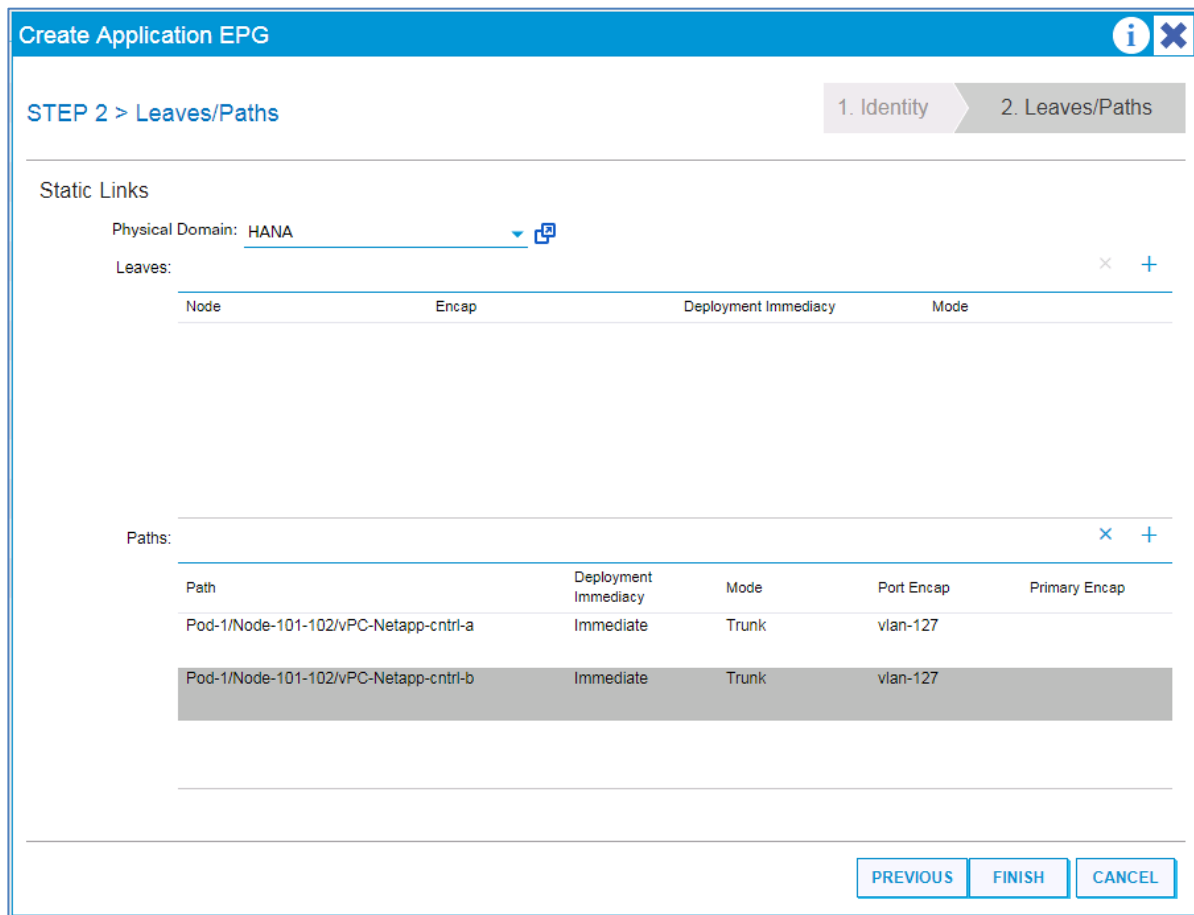 Create Application EPG
i
STEP 2 > Leaves/Paths
1. Identity
2. Leaves/Paths
Static Links
Physical Domain: HANA
Leaves:
Node Encap Deployment Immediacy Mode
Paths:
Path Deployment Immediacy Mode Port Encap Primary Encap
Pod-1/Node-101-102/vPC-Netapp-cntrl-a Immediate Trunk vlan-127
Pod-1/Node-101-102/vPC-Netapp-cntrl-b Immediate Trunk vlan-127
PREVIOUS FINISH CANCEL